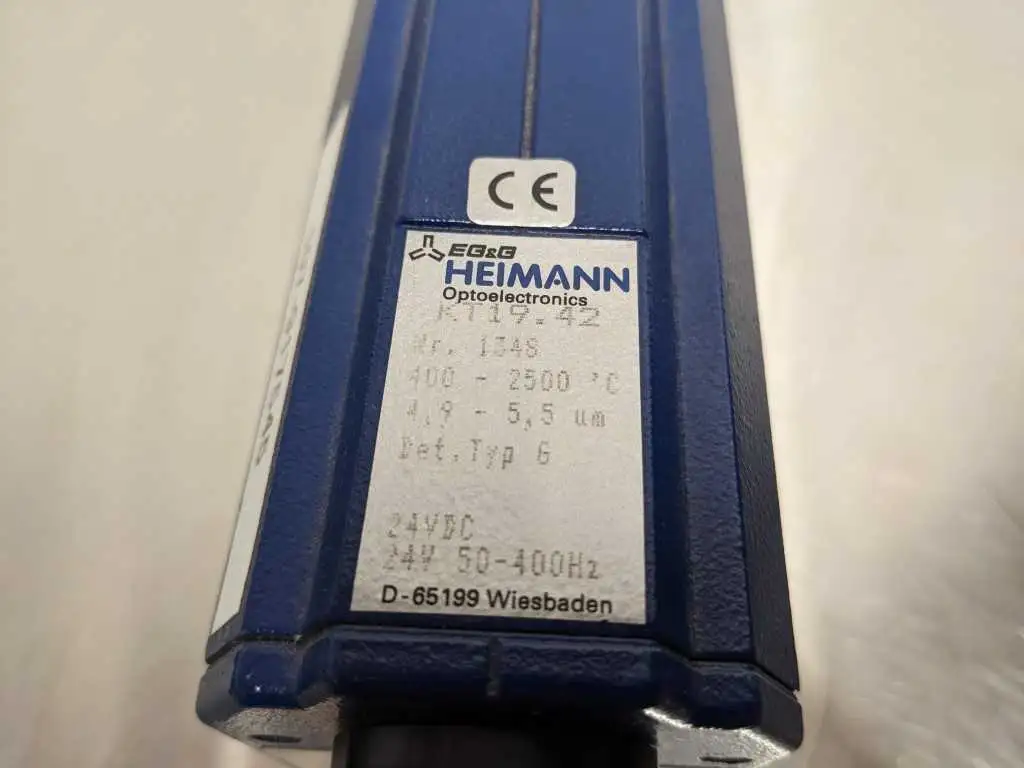 CE
EG&G
HEIMANN
Optoelectronics
KT19.42
Nr. 1348
400 - 2500 °C
4,9 - 5,5 um
Det.Typ G
24VDC
24V 50-400Hz
D-65199 Wiesbaden